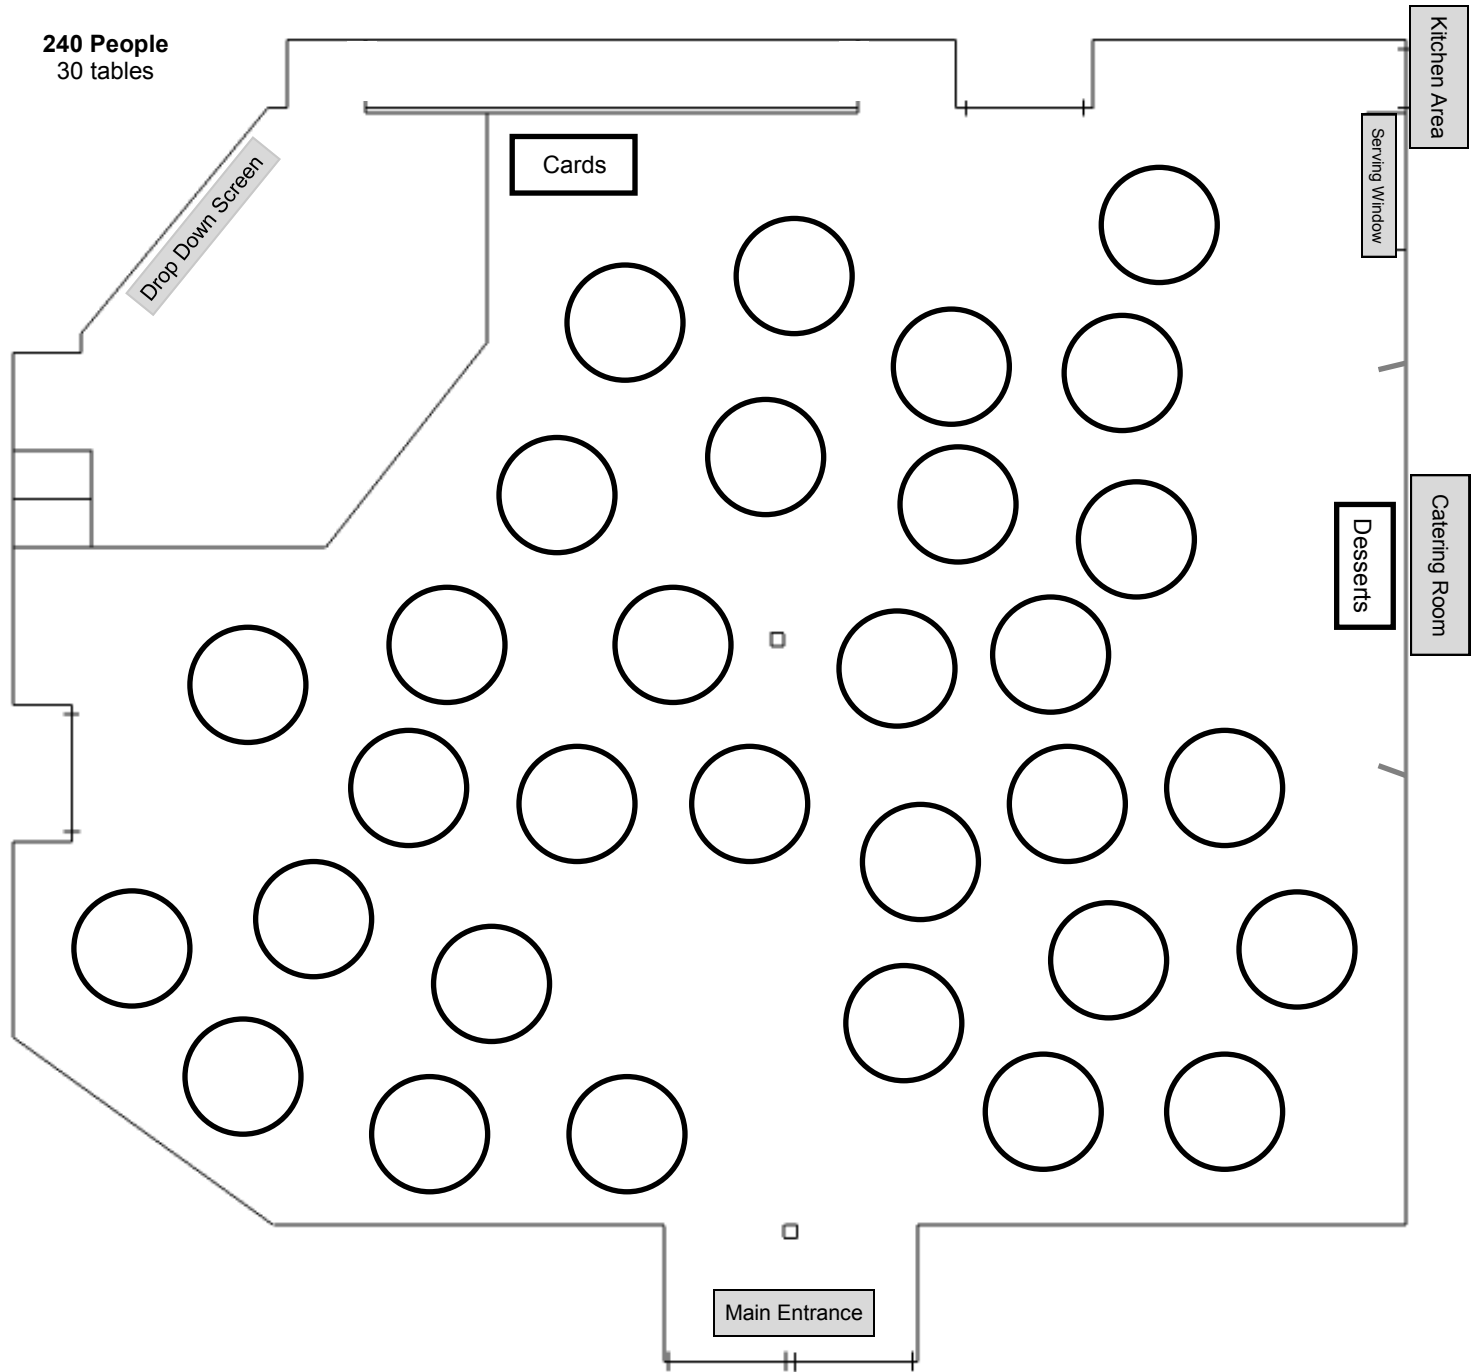 240 People
30 tables
Kitchen Area
Cards
Serving Window
Drop Down Screen
Desserts
Catering Room
Main Entrance